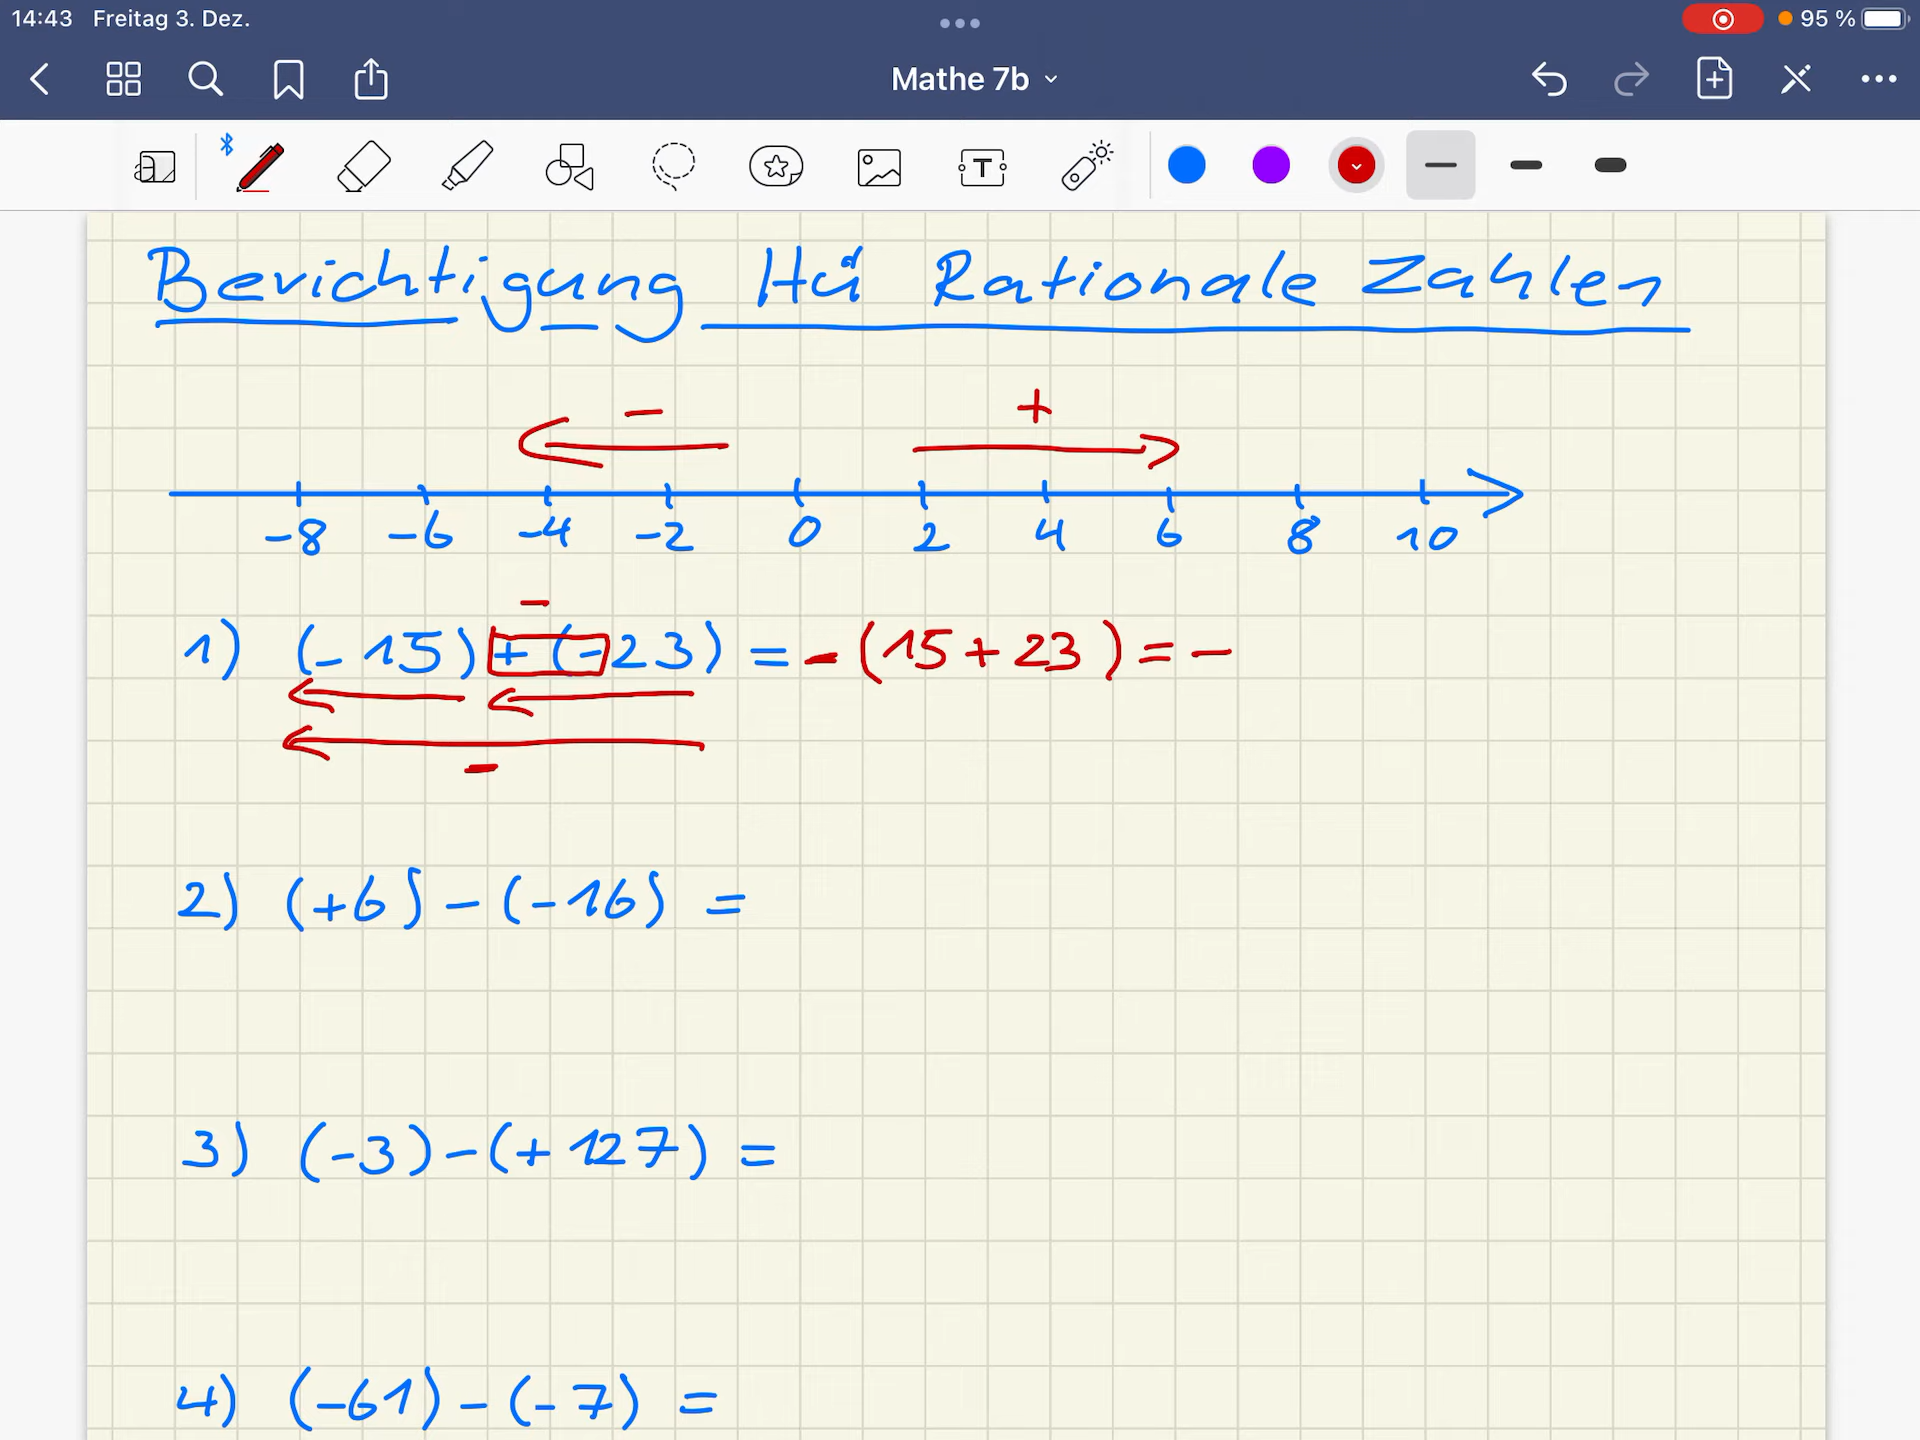 14:43 Freitag 3. Dez. 95 %
Mathe 7b
Berichtigung HÜ Rationale Zahlen
- +
-8 -6 -4 -2 0 2 4 6 8 10
-
1) (-15) + (-23) = -(15+23) = -
-
2) (+6) - (-16) =
3) (-3) - (+127) =
4) (-61) - (-7) =